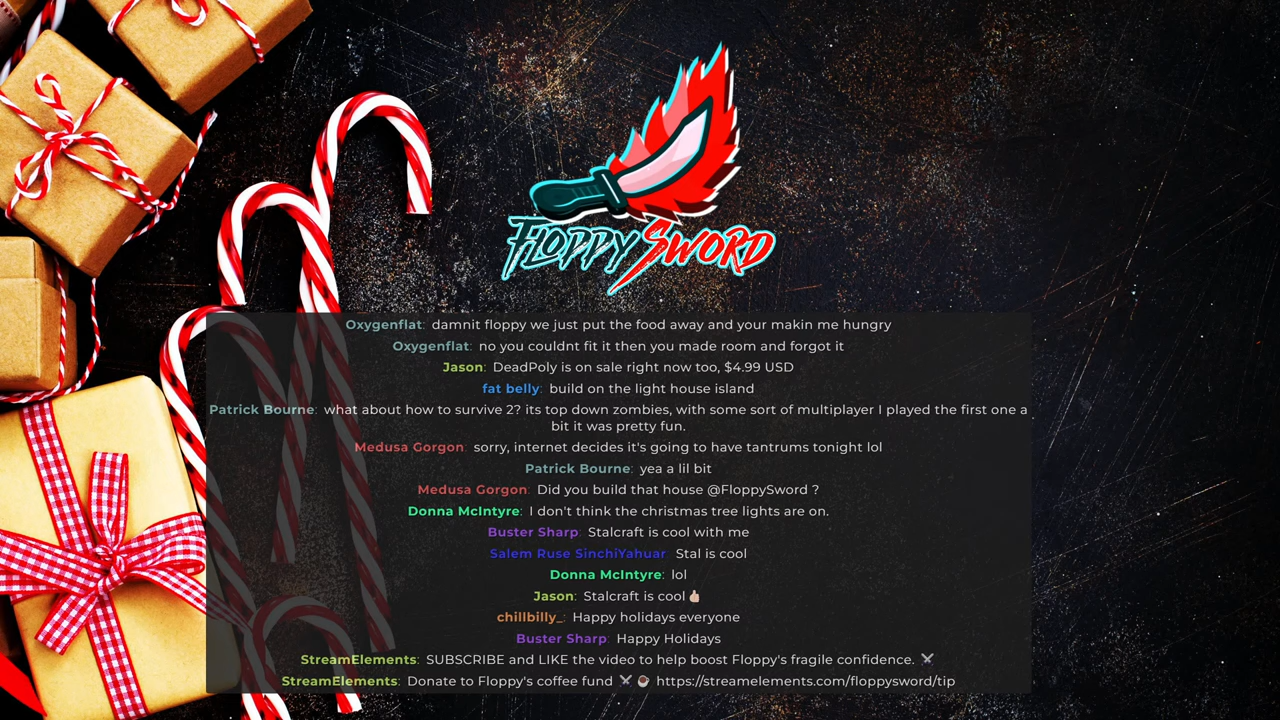 FLOPPY SWORD
Oxygenflat: damnit floppy we just put the food away and your makin me hungry
Oxygenflat: no you couldnt fit it then you made room and forgot it
Jason: DeadPoly is on sale right now too, $4.99 USD
fat belly: build on the light house island
Patrick Bourne: what about how to survive 2? its top down zombies, with some sort of multiplayer I played the first one a
bit it was pretty fun.
Medusa Gorgon: sorry, internet decides it's going to have tantrums tonight lol
Patrick Bourne: yea a lil bit
Medusa Gorgon: Did you build that house @FloppySword ?
Donna McIntyre: I don't think the christmas tree lights are on.
Buster Sharp: Stalcraft is cool with me
Salem Ruse SinchiYahuar: Stal is cool
Donna McIntyre: lol
Jason: Stalcraft is cool👍🏼
chillbilly_: Happy holidays everyone
Buster Sharp: Happy Holidays
StreamElements: SUBSCRIBE and LIKE the video to help boost Floppy's fragile confidence. ⚔️
StreamElements: Donate to Floppy's coffee fund ⚔️ ☕ https://streamelements.com/floppysword/tip